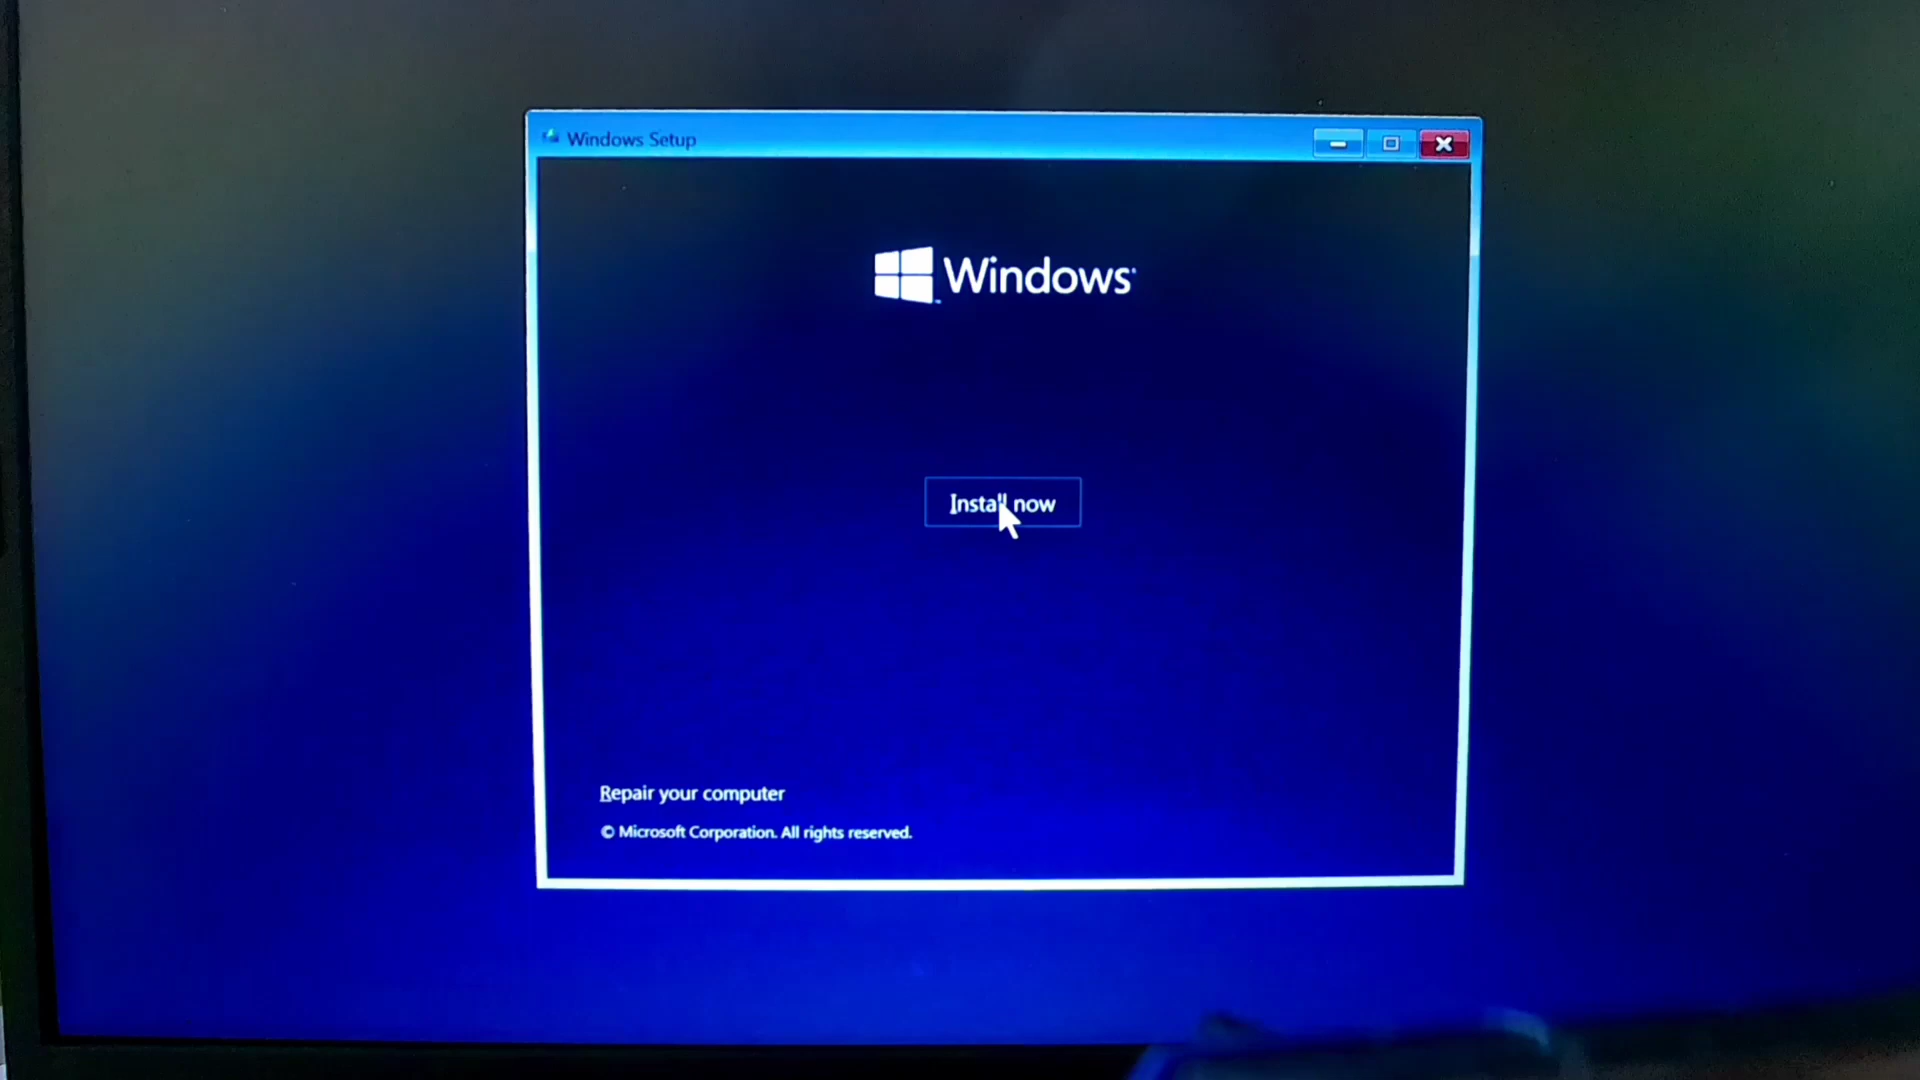 Windows Setup
Windows
Install now
Repair your computer
© Microsoft Corporation. All rights reserved.